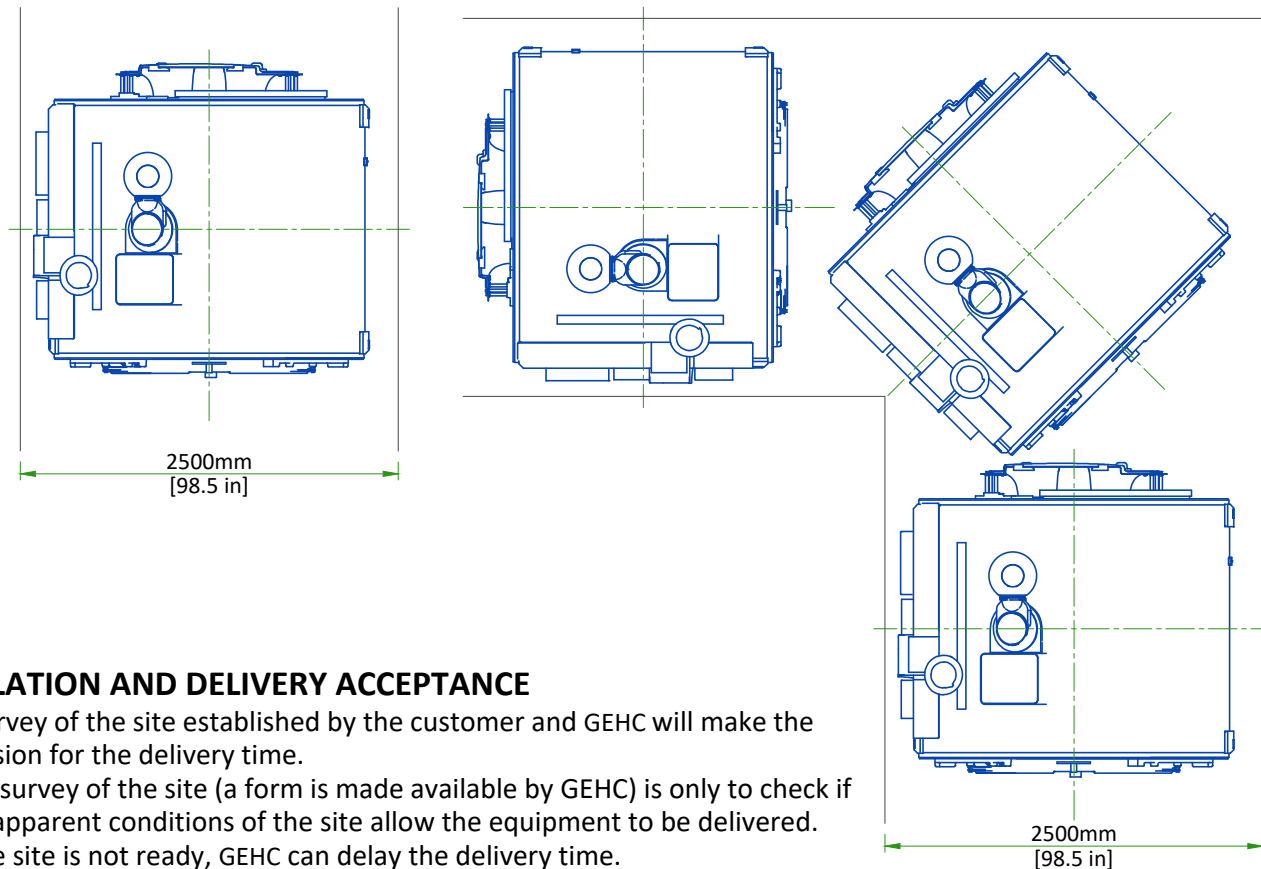 2500mm
[98.5 in]
LATION AND DELIVERY ACCEPTANCE
rvey of the site established by the customer and GEHC will make the
sion for the delivery time.
survey of the site (a form is made available by GEHC) is only to check if
apparent conditions of the site allow the equipment to be delivered.
e site is not ready, GEHC can delay the delivery time.
2500mm
[98.5 in]